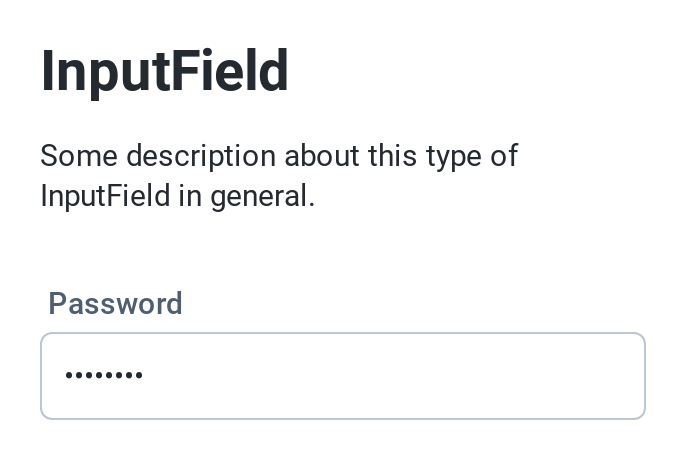 InputField
Some description about this type of
InputField in general.
Password
••••••••